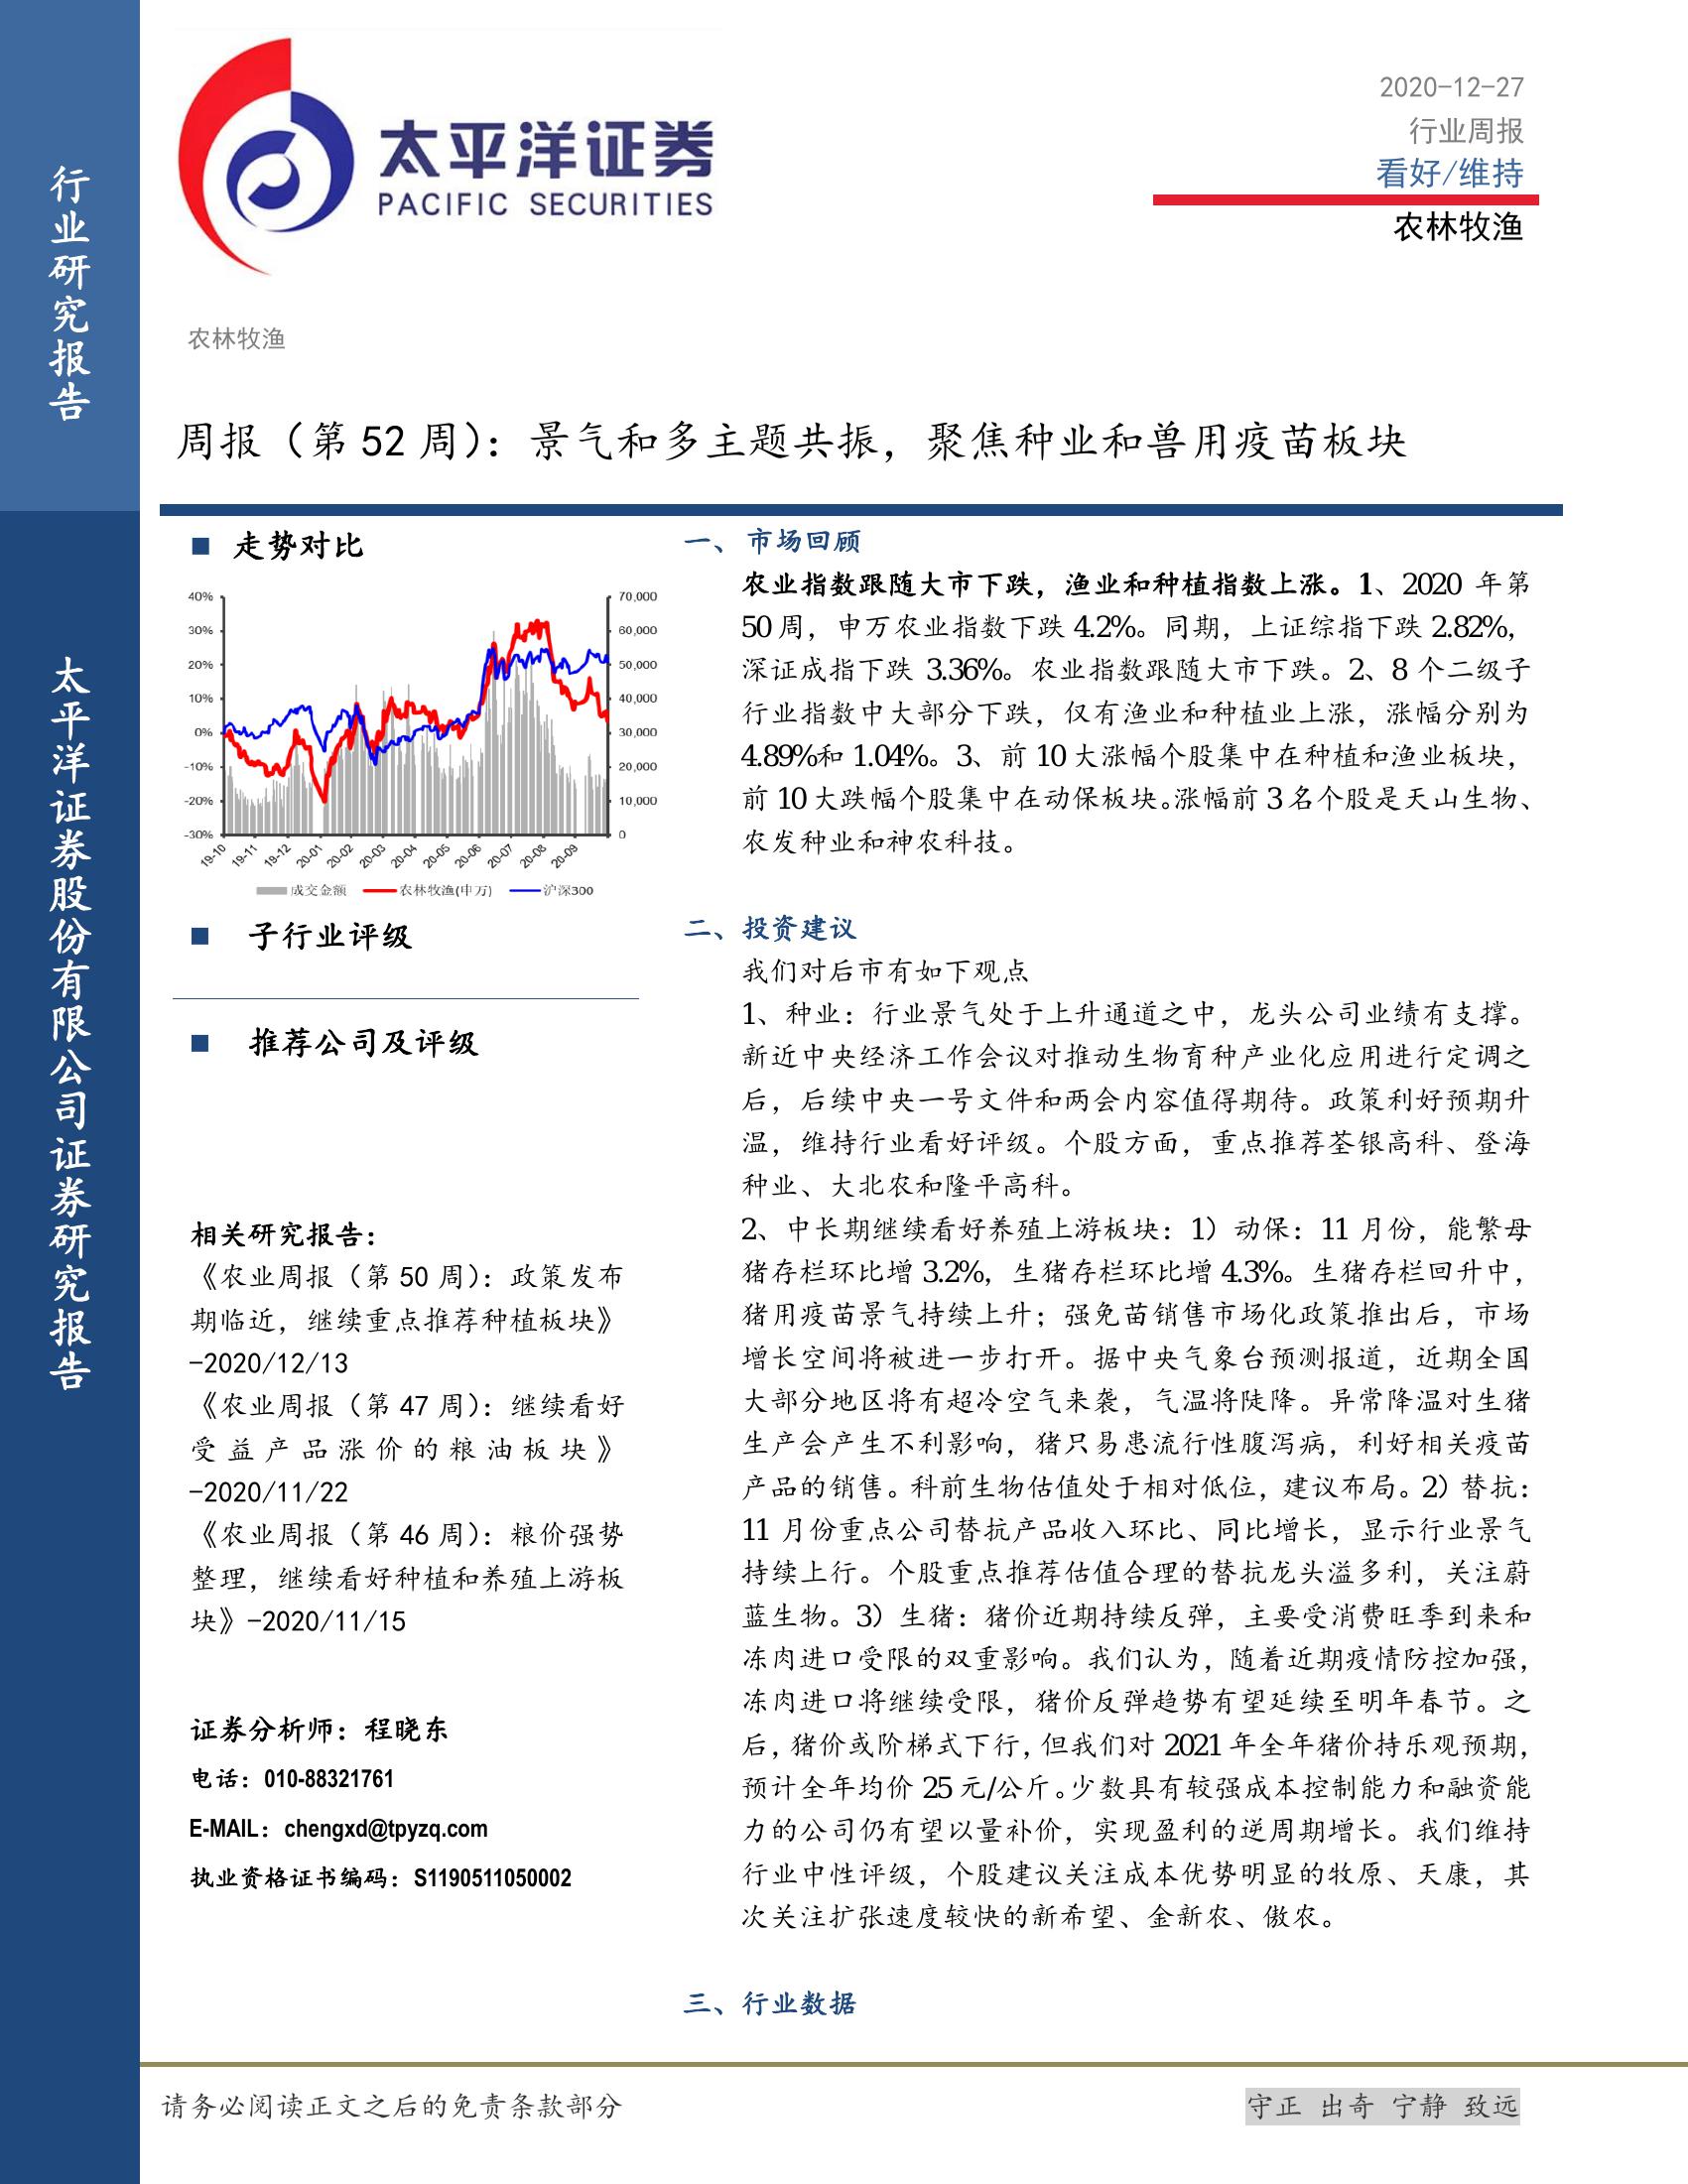 行业研究报告
太平洋证券股份有限公司证券研究报告
太平洋证券
PACIFIC SECURITIES
2020-12-27
行业周报
看好/维持
农林牧渔
农林牧渔
周报（第 52 周）：景气和多主题共振，聚焦种业和兽用疫苗板块
■ 走势对比
40%
30%
20%
10%
0%
-10%
-20%
-30%
70,000
60,000
50,000
40,000
30,000
20,000
10,000
0
19-10 19-11 19-12 20-01 20-02 20-03 20-04 20-05 20-06 20-07 20-08 20-09
成交金额 农林牧渔(申万) 沪深300
■ 子行业评级
■ 推荐公司及评级
相关研究报告：
《农业周报（第 50 周）：政策发布
期临近，继续重点推荐种植板块》
-2020/12/13
《农业周报（第 47 周）：继续看好
受益产品涨价的粮油板块》
-2020/11/22
《农业周报（第 46 周）：粮价强势
整理，继续看好种植和养殖上游板
块》-2020/11/15
证券分析师：程晓东
电话：010-88321761
E-MAIL：chengxd@tpyzq.com
执业资格证书编码：S1190511050002
一、 市场回顾
农业指数跟随大市下跌，渔业和种植指数上涨。1、2020 年第
50 周，申万农业指数下跌 4.2%。同期，上证综指下跌 2.82%，
深证成指下跌 3.36%。农业指数跟随大市下跌。2、8 个二级子
行业指数中大部分下跌，仅有渔业和种植业上涨，涨幅分别为
4.89%和 1.04%。3、前 10 大涨幅个股集中在种植和渔业板块，
前 10 大跌幅个股集中在动保板块。涨幅前 3 名个股是天山生物、
农发种业和神农科技。
二、投资建议
我们对后市有如下观点
1、种业：行业景气处于上升通道之中，龙头公司业绩有支撑。
新近中央经济工作会议对推动生物育种产业化应用进行定调之
后，后续中央一号文件和两会内容值得期待。政策利好预期升
温，维持行业看好评级。个股方面，重点推荐荃银高科、登海
种业、大北农和隆平高科。
2、中长期继续看好养殖上游板块：1）动保：11 月份，能繁母
猪存栏环比增 3.2%，生猪存栏环比增 4.3%。生猪存栏回升中，
猪用疫苗景气持续上升；强免苗销售市场化政策推出后，市场
增长空间将被进一步打开。据中央气象台预测报道，近期全国
大部分地区将有超冷空气来袭，气温将陡降。异常降温对生猪
生产会产生不利影响，猪只易患流行性腹泻病，利好相关疫苗
产品的销售。科前生物估值处于相对低位，建议布局。2）替抗：
11 月份重点公司替抗产品收入环比、同比增长，显示行业景气
持续上行。个股重点推荐估值合理的替抗龙头溢多利，关注蔚
蓝生物。3）生猪：猪价近期持续反弹，主要受消费旺季到来和
冻肉进口受限的双重影响。我们认为，随着近期疫情防控加强，
冻肉进口将继续受限，猪价反弹趋势有望延续至明年春节。之
后，猪价或阶梯式下行，但我们对 2021 年全年猪价持乐观预期，
预计全年均价 25 元/公斤。少数具有较强成本控制能力和融资能
力的公司仍有望以量补价，实现盈利的逆周期增长。我们维持
行业中性评级，个股建议关注成本优势明显的牧原、天康，其
次关注扩张速度较快的新希望、金新农、傲农。
三、行业数据
请务必阅读正文之后的免责条款部分
守正 出奇 宁静 致远